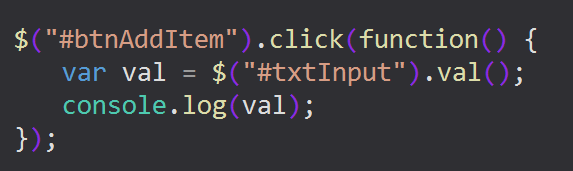 $("#btnAddItem").click(function() {
   var val = $("#txtInput").val();
   console.log(val);
});